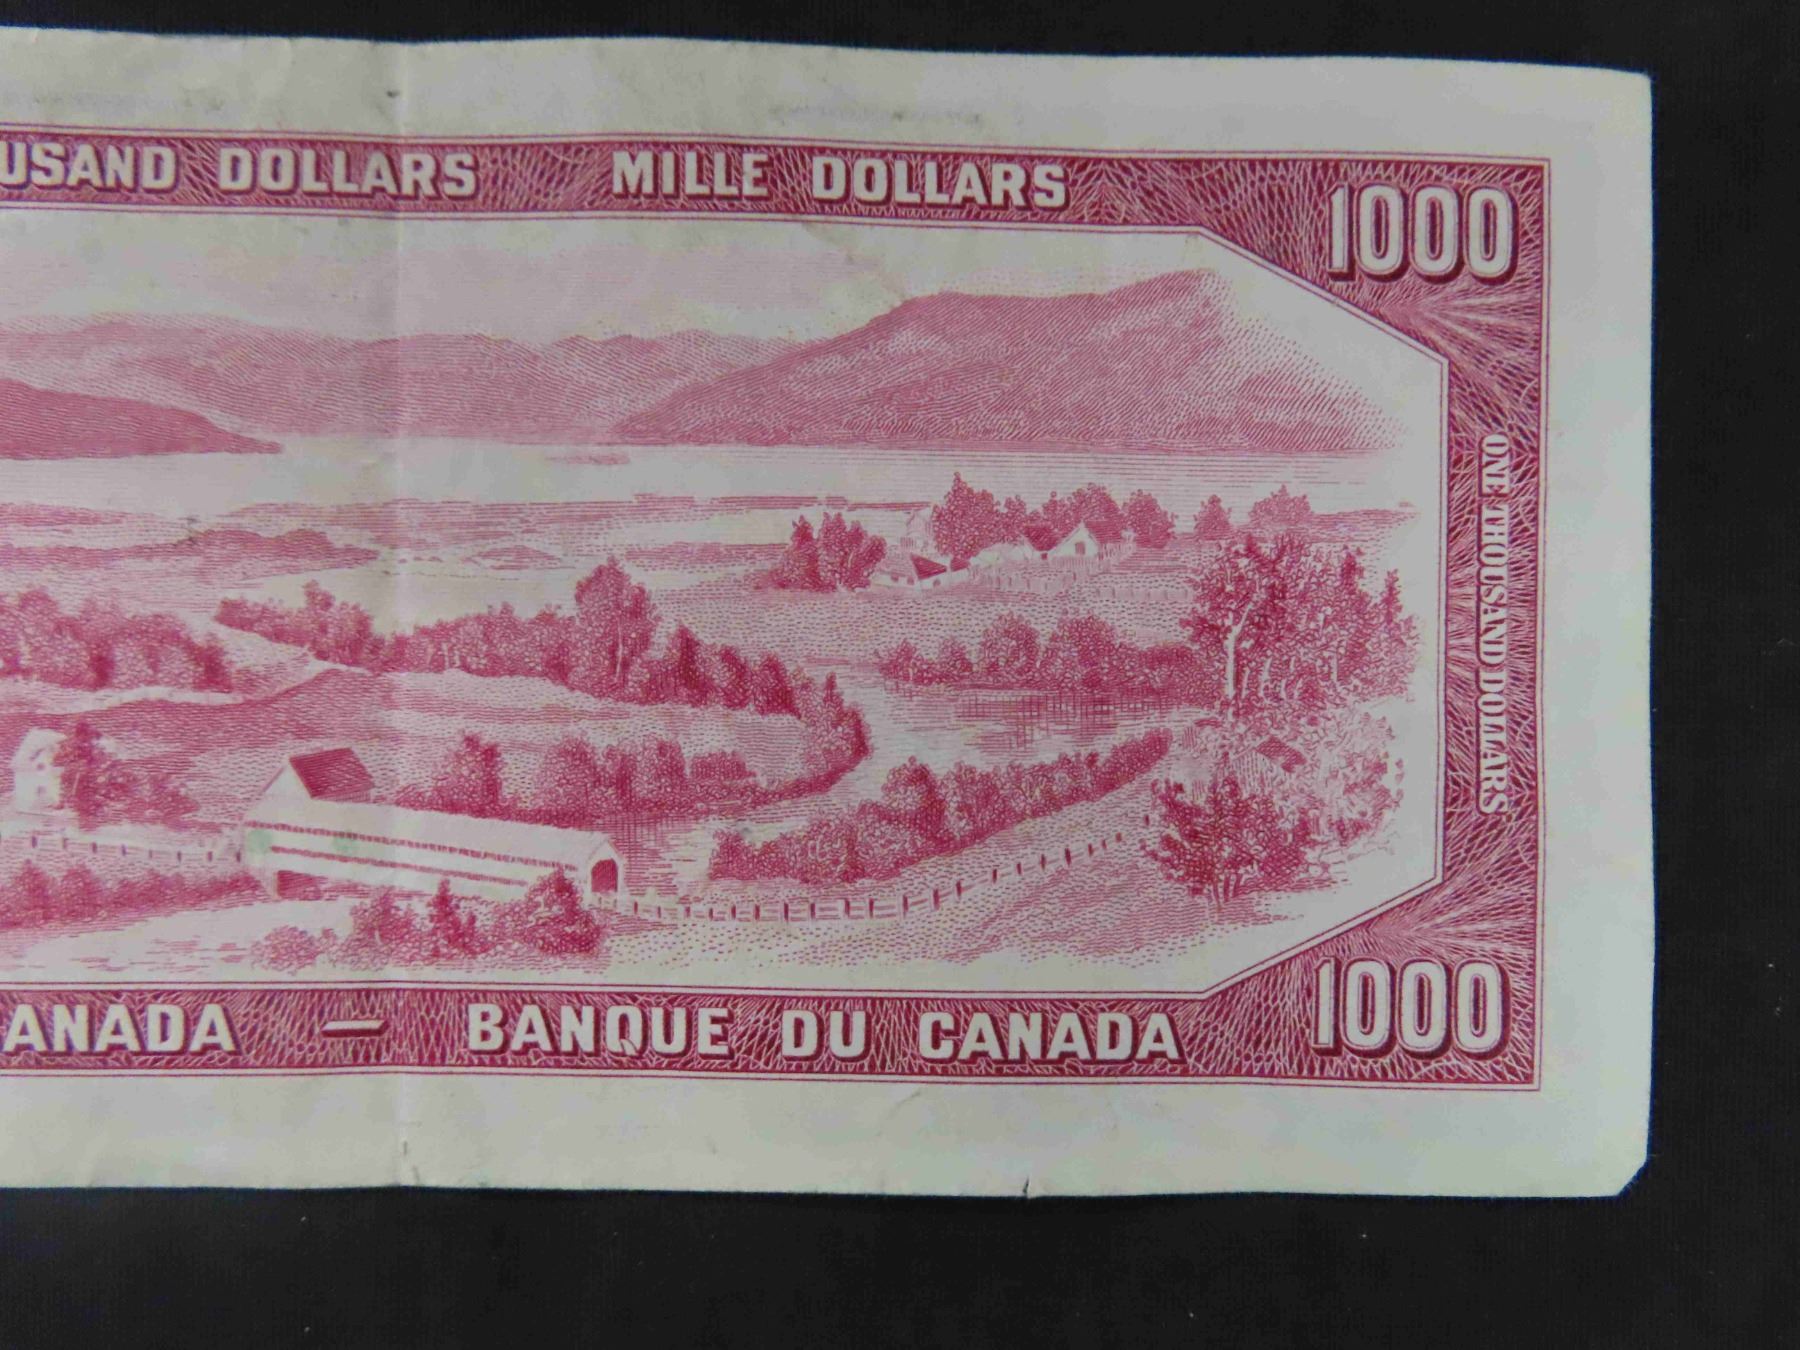 USAND DOLLARS MILLE DOLLARS 1000
ONE THOUSAND DOLLARS
ANADA — BANQUE DU CANADA 1000